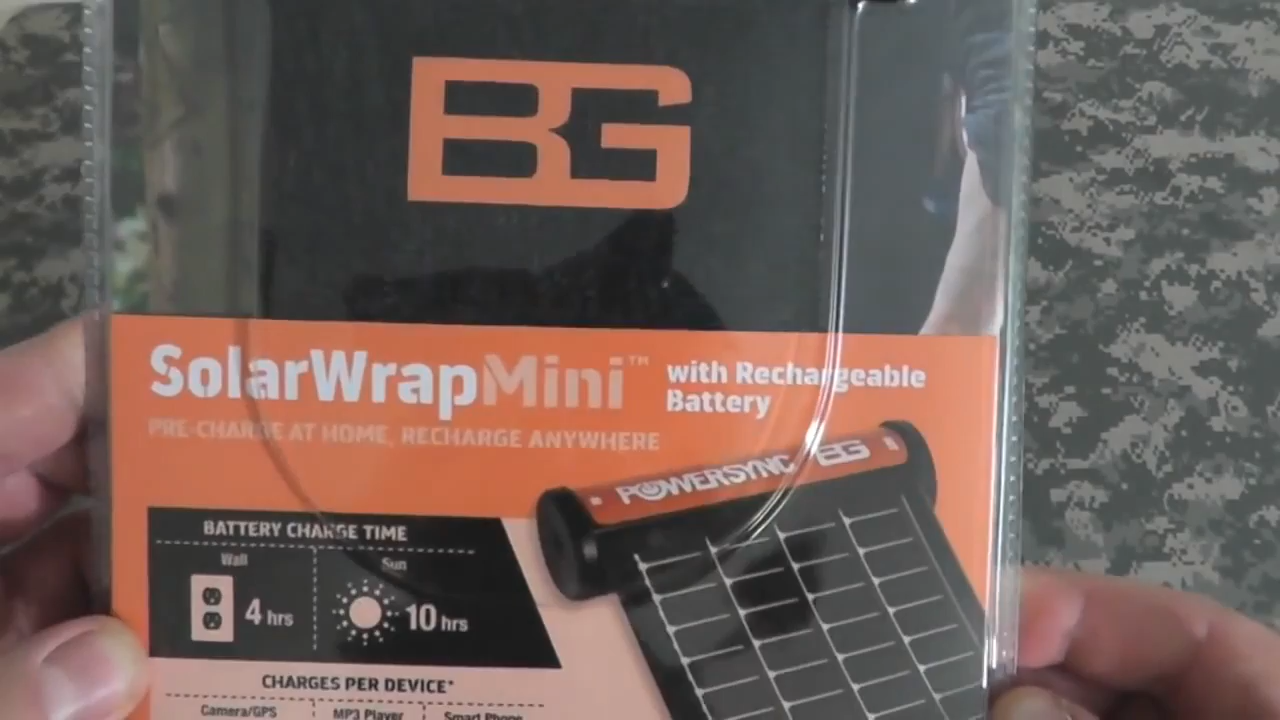 BG
SolarWrapMini™ with Rechargeable
Battery
PRE-CHARGE AT HOME, RECHARGE ANYWHERE
POWERSYNC BG
BATTERY CHARGE TIME
Wall Sun
4 hrs 10 hrs
CHARGES PER DEVICE*
Camera/GPS MP3 Player Smart Phone